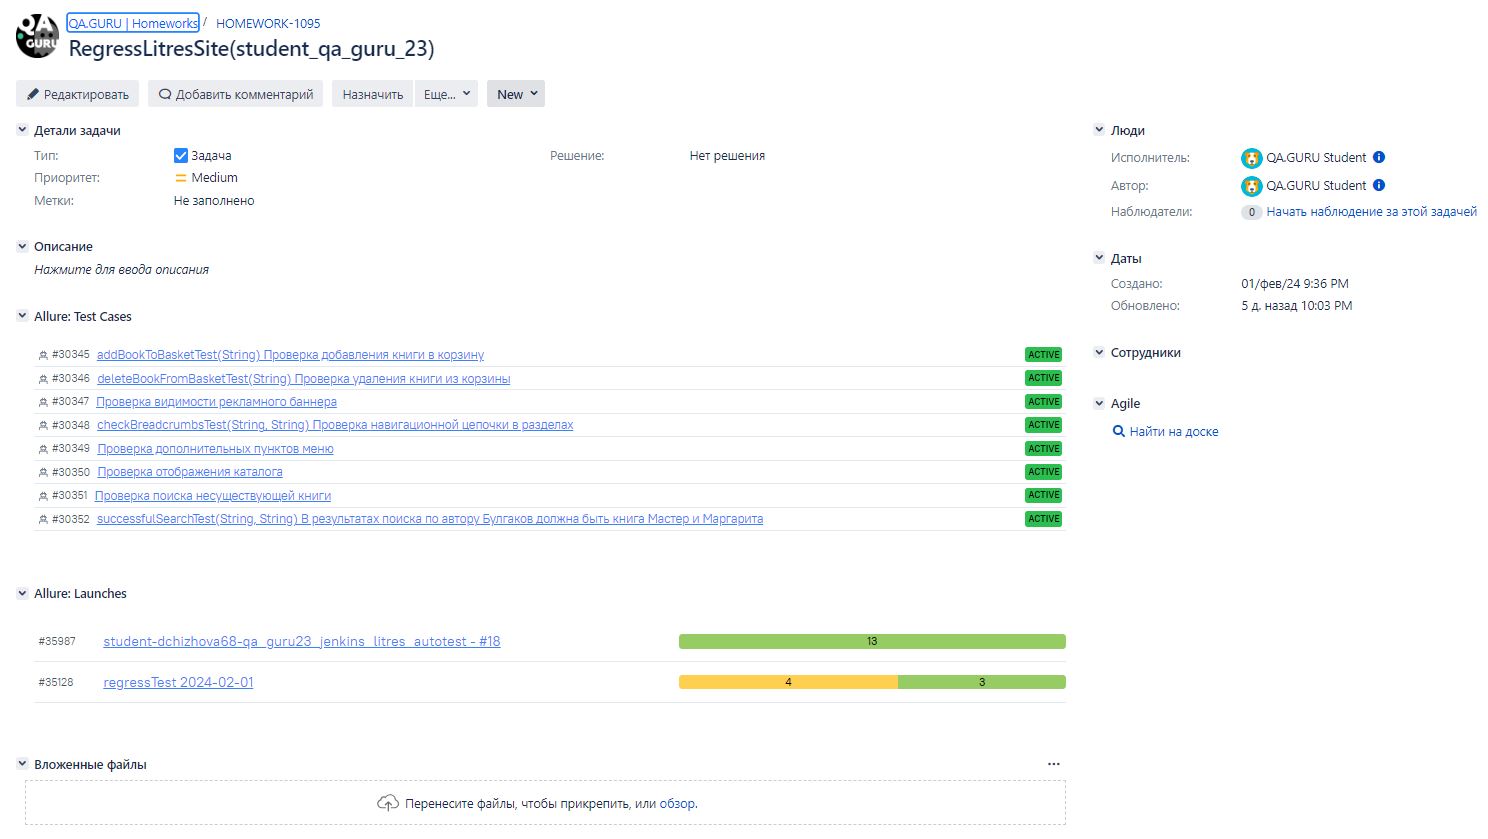 QA
GURU
QA.GURU | Homeworks / HOMEWORK-1095
RegressLitresSite(student_qa_guru_23)
Редактировать Добавить комментарий Назначить Еще... New
Детали задачи
Тип: Задача Решение: Нет решения
Приоритет: Medium
Метки: Не заполнено
Описание
Нажмите для ввода описания
Allure: Test Cases
#30345 addBookToBasketTest(String) Проверка добавления книги в корзину ACTIVE
#30346 deleteBookFromBasketTest(String) Проверка удаления книги из корзины ACTIVE
#30347 Проверка видимости рекламного баннера ACTIVE
#30348 checkBreadcrumbsTest(String, String) Проверка навигационной цепочки в разделах ACTIVE
#30349 Проверка дополнительных пунктов меню ACTIVE
#30350 Проверка отображения каталога ACTIVE
#30351 Проверка поиска несуществующей книги ACTIVE
#30352 successfulSearchTest(String, String) В результатах поиска по автору Булгаков должна быть книга Мастер и Маргарита ACTIVE
Allure: Launches
#35987 student-dchizhova68-qa_guru23_jenkins_litres_autotest - #18 13
#35128 regressTest 2024-02-01 4 3
Вложенные файлы ...
Перенесите файлы, чтобы прикрепить, или обзор.
Люди
Исполнитель: QA.GURU Student
Автор: QA.GURU Student
Наблюдатели: 0 Начать наблюдение за этой задачей
Даты
Создано: 01/фев/24 9:36 PM
Обновлено: 5 д. назад 10:03 PM
Сотрудники
Agile
Найти на доске